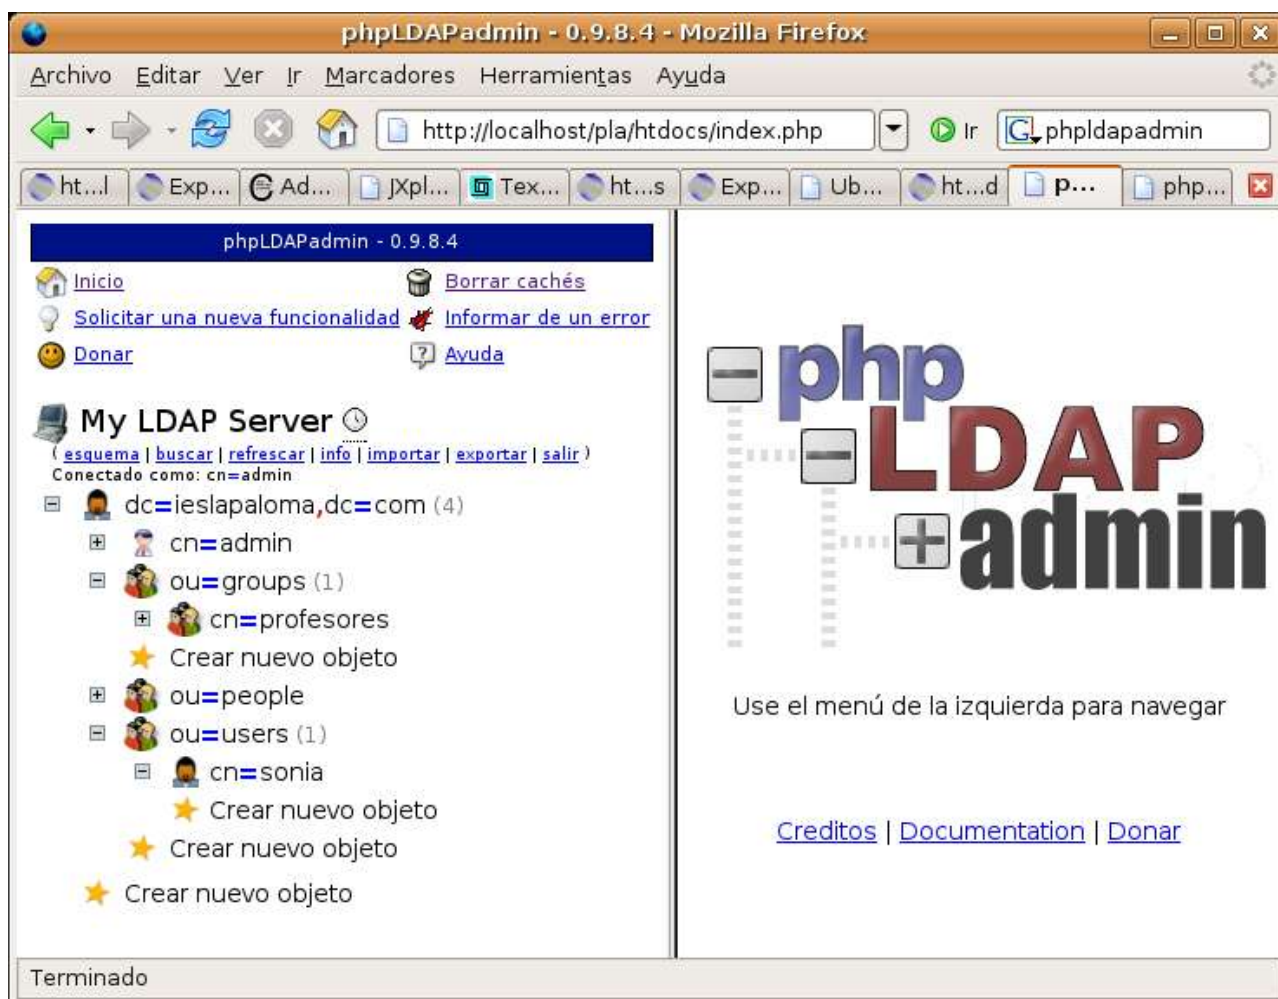 phpLDAPadmin - 0.9.8.4 - Mozilla Firefox
Archivo Editar Ver Ir Marcadores Herramientas Ayuda
http://localhost/pla/htdocs/index.php Ir G phpldapadmin
ht...l Exp... Ad... JXpl... Tex... ht...s Exp... Ub... ht...d p... php...
phpLDAPadmin - 0.9.8.4
Inicio Borrar cachés
Solicitar una nueva funcionalidad Informar de un error
Donar Ayuda
My LDAP Server
( esquema | buscar | refrescar | info | importar | exportar | salir )
Conectado como: cn=admin
dc=ieslapaloma,dc=com (4)
cn=admin
ou=groups (1)
cn=profesores
Crear nuevo objeto
ou=people
ou=users (1)
cn=sonia
Crear nuevo objeto
Crear nuevo objeto
Crear nuevo objeto
php
LDAP
admin
Use el menú de la izquierda para navegar
Creditos | Documentation | Donar
Terminado